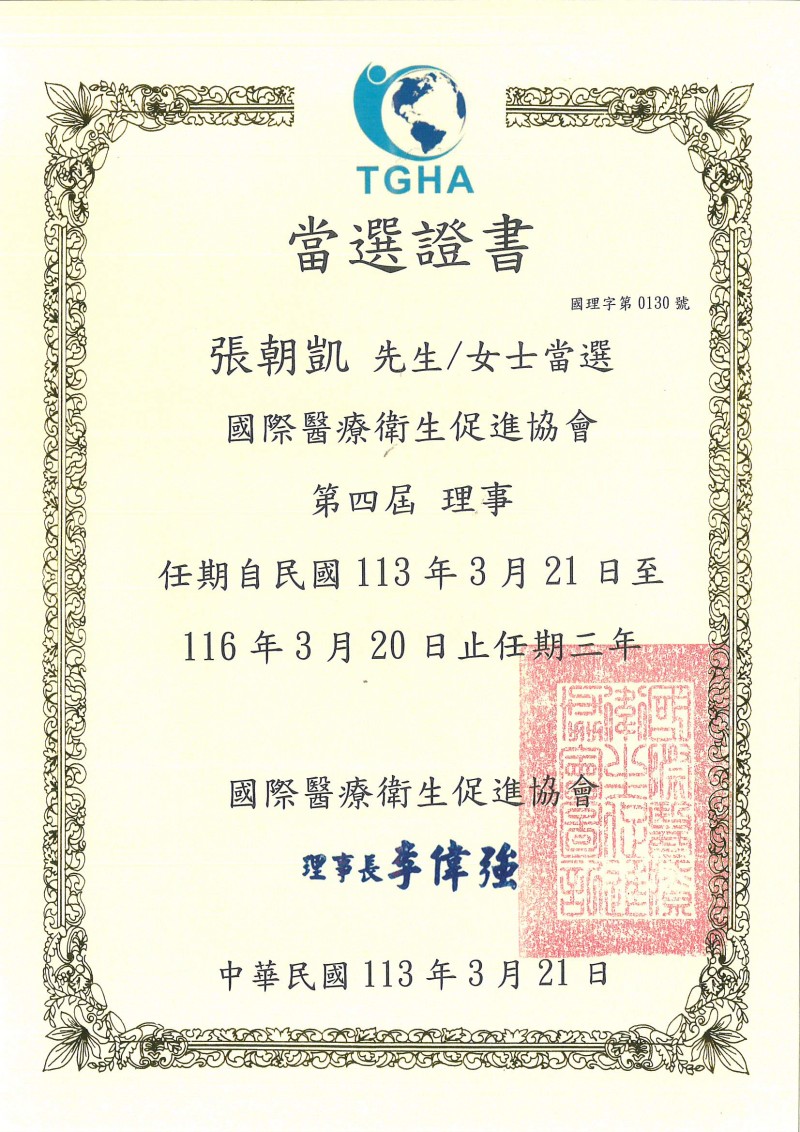 TGHA
當選證書
國理字第 0130 號
張朝凱 先生/女士當選
國際醫療衛生促進協會
第四屆 理事
任期自民國 113 年 3 月 21 日至
116 年 3 月 20 日止任期三年
國際醫療衛生促進協會
理事長李偉強
中華民國 113 年 3 月 21 日